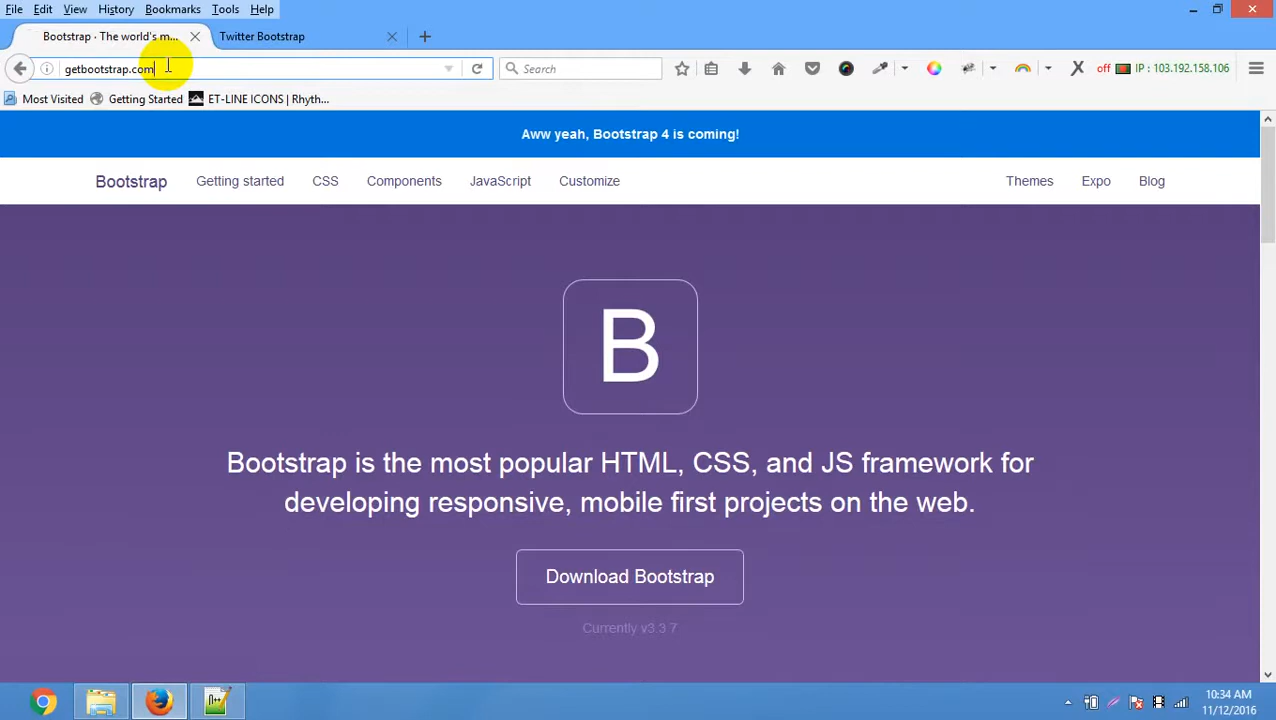 File Edit View History Bookmarks Tools Help
Bootstrap · The world's m... Twitter Bootstrap
getbootstrap.com Search off IP : 103.192.158.106
Most Visited Getting Started ET-LINE ICONS | Rhyth...
Aww yeah, Bootstrap 4 is coming!
Bootstrap Getting started CSS Components JavaScript Customize Themes Expo Blog
B
Bootstrap is the most popular HTML, CSS, and JS framework for
developing responsive, mobile first projects on the web.
Download Bootstrap
Currently v3.3.7
10:34 AM
11/12/2016